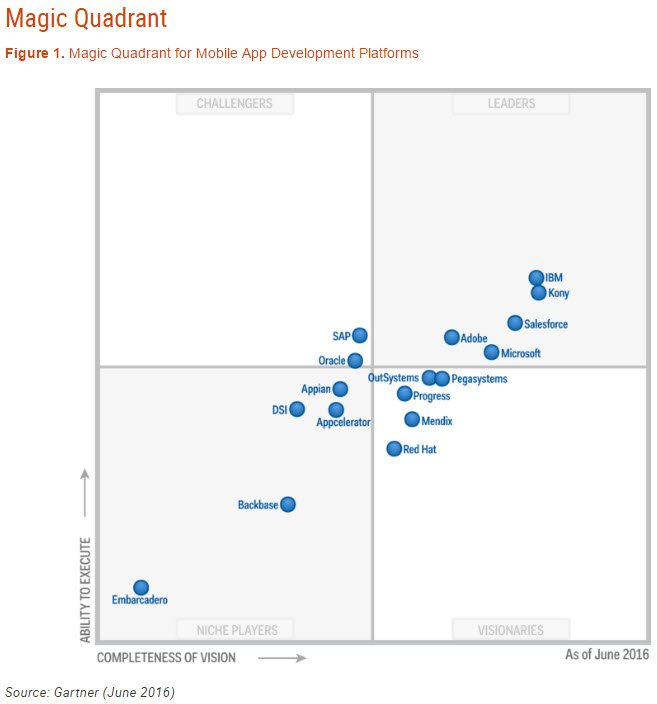 Magic Quadrant
Figure 1. Magic Quadrant for Mobile App Development Platforms
CHALLENGERS
LEADERS
IBM
Kony
Salesforce
SAP
Adobe
Microsoft
Oracle
OutSystems
Pegasystems
Appian
Progress
DSI
Appcelerator
Mendix
Red Hat
Backbase
Embarcadero
ABILITY TO EXECUTE
NICHE PLAYERS
VISIONARIES
COMPLETENESS OF VISION
As of June 2016
Source: Gartner (June 2016)